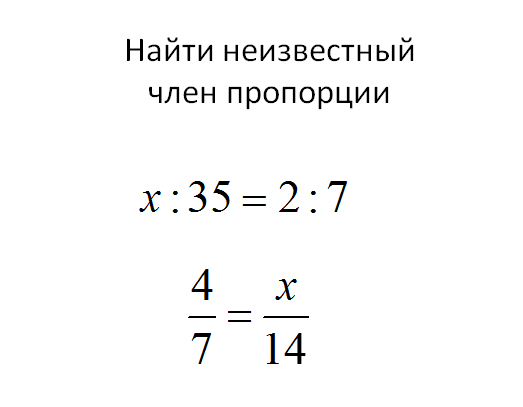 Найти неизвестный
член пропорции
x : 35 = 2 : 7
4/7 = x/14